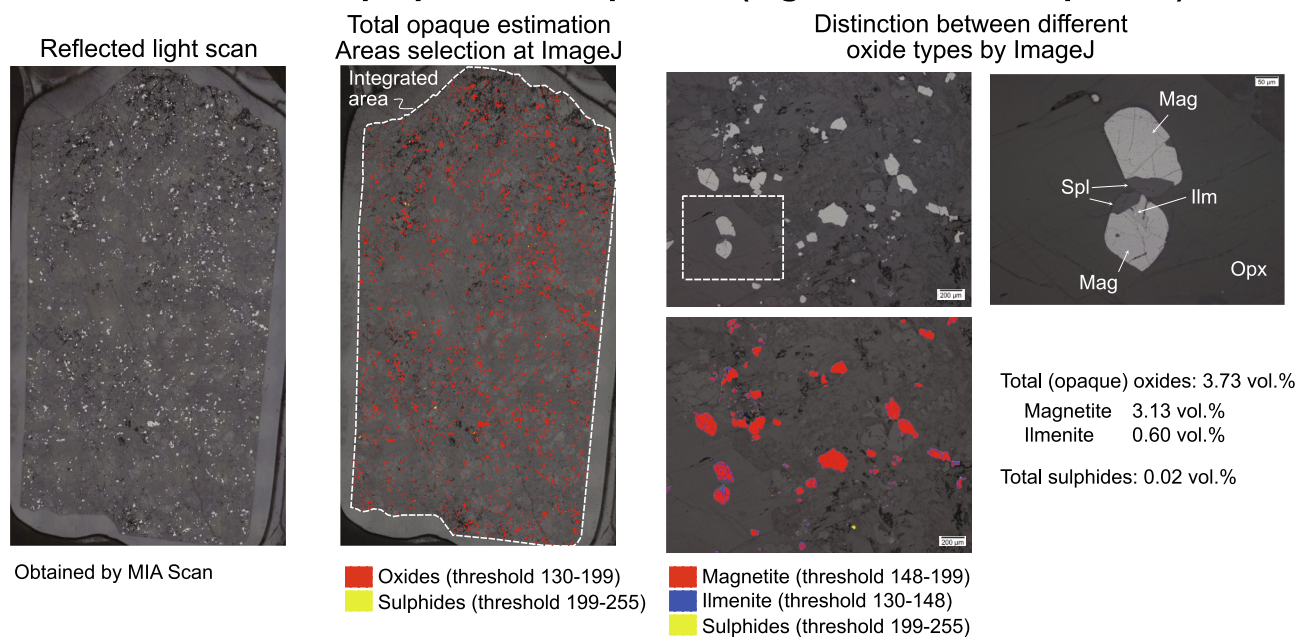 Reflected light scan
Total opaque estimation
Areas selection at ImageJ
Distinction between different
oxide types by ImageJ
Integrated
area
Mag
Spl
Ilm
Mag
Opx
50 µm
200 µm
200 µm
Total (opaque) oxides: 3.73 vol.%
Magnetite 3.13 vol.%
Ilmenite 0.60 vol.%
Total sulphides: 0.02 vol.%
Obtained by MIA Scan
Oxides (threshold 130-199)
Sulphides (threshold 199-255)
Magnetite (threshold 148-199)
Ilmenite (threshold 130-148)
Sulphides (threshold 199-255)